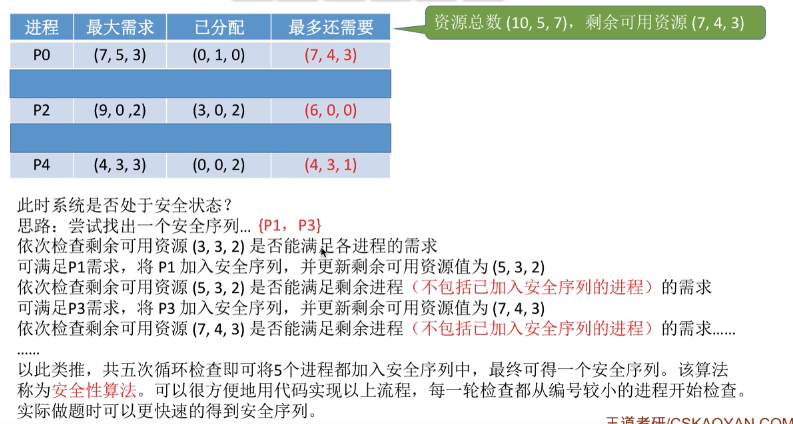 进程 最大需求 已分配 最多还需要
资源总数 (10, 5, 7)，剩余可用资源 (7, 4, 3)
P0 (7, 5, 3) (0, 1, 0) (7, 4, 3)
P2 (9, 0 ,2) (3, 0, 2) (6, 0, 0)
P4 (4, 3, 3) (0, 0, 2) (4, 3, 1)
此时系统是否处于安全状态？
思路：尝试找出一个安全序列... {P1，P3}
依次检查剩余可用资源 (3, 3, 2) 是否能满足各进程的需求
可满足P1需求，将 P1 加入安全序列，并更新剩余可用资源值为 (5, 3, 2)
依次检查剩余可用资源 (5, 3, 2) 是否能满足剩余进程（不包括已加入安全序列的进程）的需求
可满足P3需求，将 P3 加入安全序列，并更新剩余可用资源值为 (7, 4, 3)
依次检查剩余可用资源 (7, 4, 3) 是否能满足剩余进程（不包括已加入安全序列的进程）的需求......
......
以此类推，共五次循环检查即可将5个进程都加入安全序列中，最终可得一个安全序列。该算法
称为安全性算法。可以很方便地用代码实现以上流程，每一轮检查都从编号较小的进程开始检查。
实际做题时可以更快速的得到安全序列。
王道考研/CSKAOYAN.COM